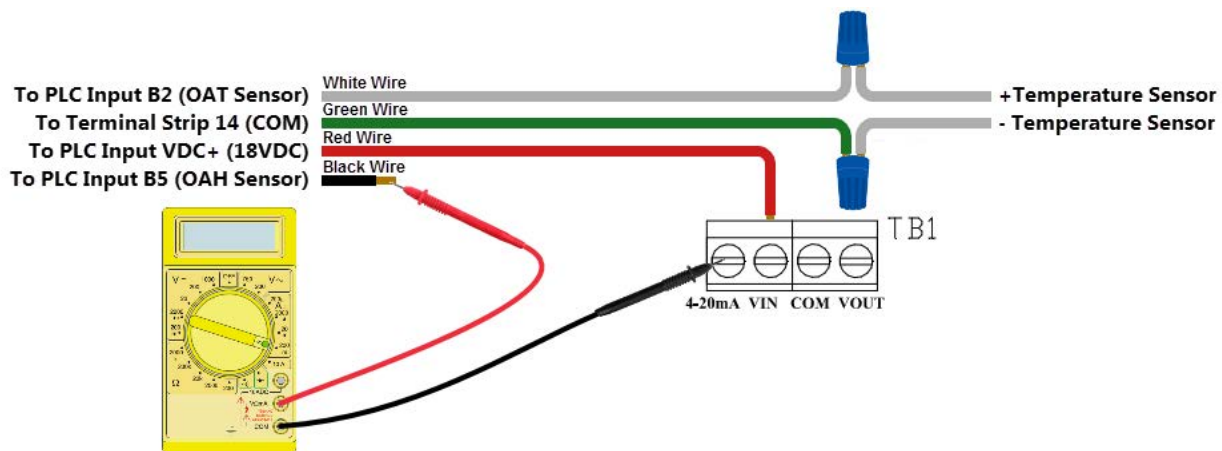 White Wire
To PLC Input B2 (OAT Sensor)
+Temperature Sensor
Green Wire
To Terminal Strip 14 (COM)
- Temperature Sensor
Red Wire
To PLC Input VDC+ (18VDC)
Black Wire
To PLC Input B5 (OAH Sensor)
TB1
4-20mA VIN COM VOUT
V
V~
A
Ω
10 A
VΩmA
COM